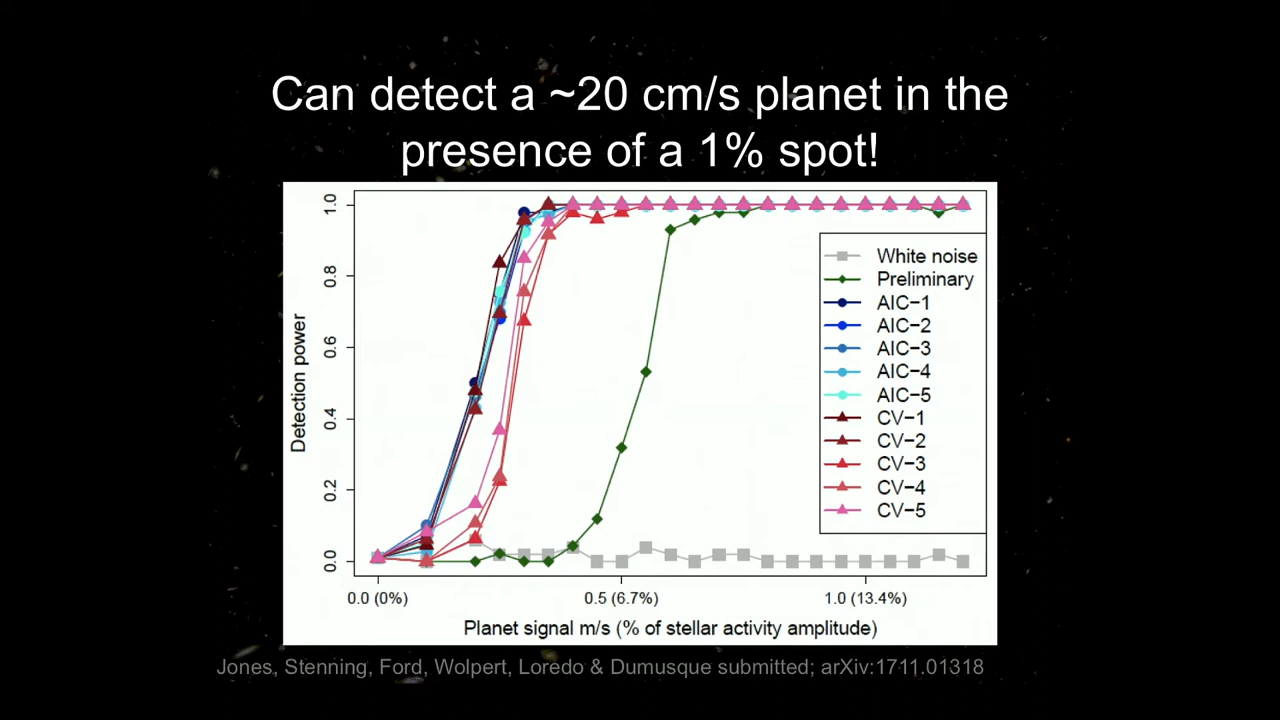 Can detect a ~20 cm/s planet in the
presence of a 1% spot!
1.0
0.8
0.6
0.4
0.2
0.0
Detection power
White noise
Preliminary
AIC−1
AIC−2
AIC−3
AIC−4
AIC−5
CV−1
CV−2
CV−3
CV−4
CV−5
0.0 (0%) 0.5 (6.7%) 1.0 (13.4%)
Planet signal m/s (% of stellar activity amplitude)
Jones, Stenning, Ford, Wolpert, Loredo & Dumusque submitted; arXiv:1711.01318